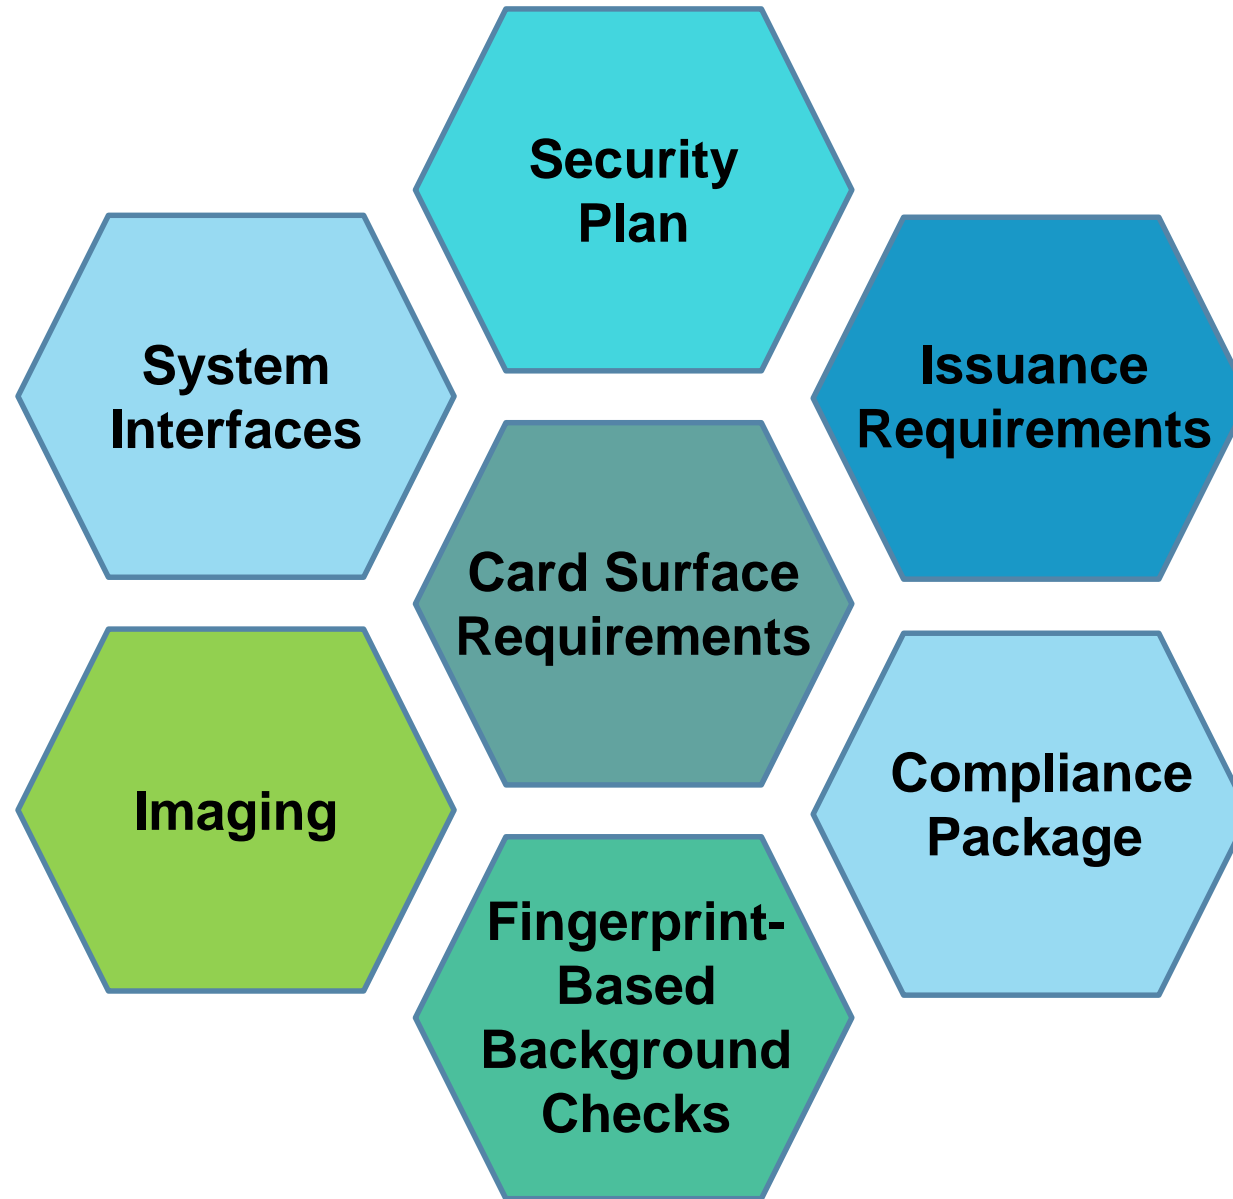 Security
Plan
System
Interfaces
Issuance
Requirements
Card Surface
Requirements
Imaging
Compliance
Package
Fingerprint-
Based
Background
Checks